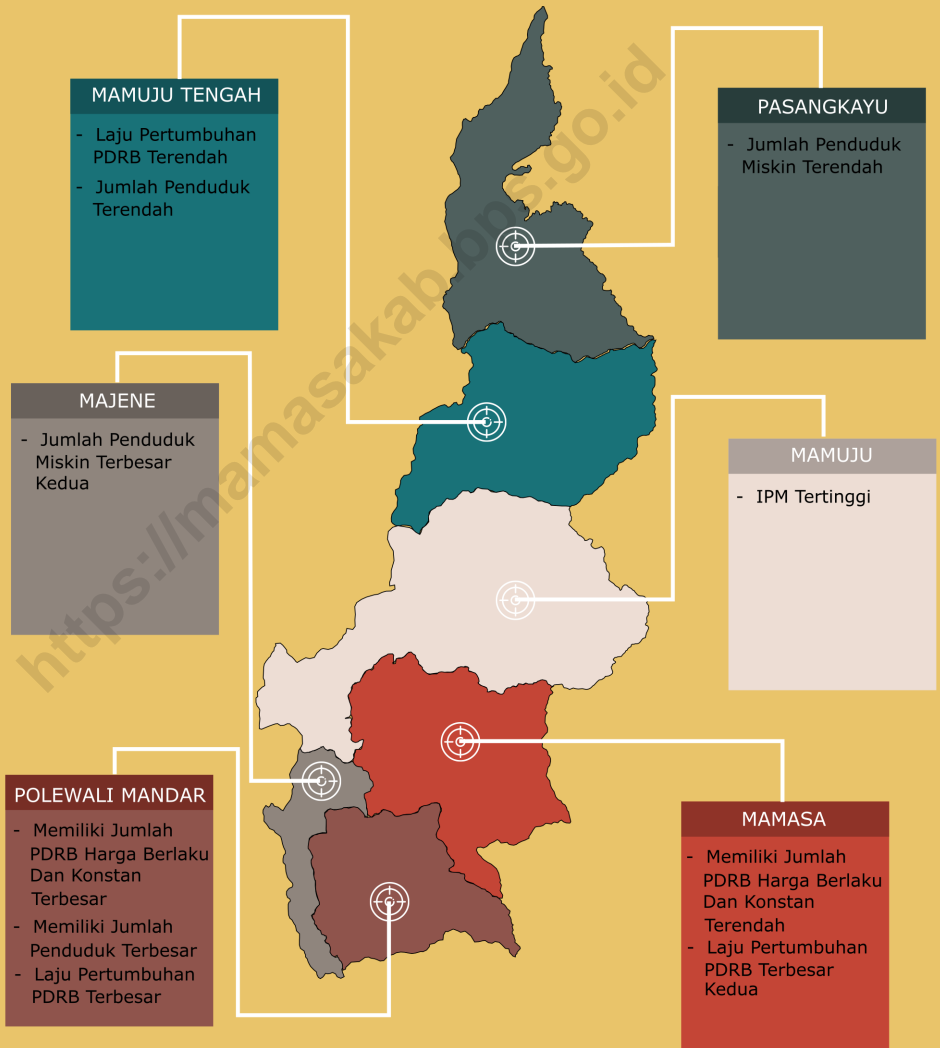 MAMUJU TENGAH
- Laju Pertumbuhan
PDRB Terendah
- Jumlah Penduduk
Terendah
PASANGKAYU
- Jumlah Penduduk
Miskin Terendah
MAJENE
- Jumlah Penduduk
Miskin Terbesar
Kedua
MAMUJU
- IPM Tertinggi
POLEWALI MANDAR
- Memiliki Jumlah
PDRB Harga Berlaku
Dan Konstan
Terbesar
- Memiliki Jumlah
Penduduk Terbesar
- Laju Pertumbuhan
PDRB Terbesar
MAMASA
- Memiliki Jumlah
PDRB Harga Berlaku
Dan Konstan
Terendah
- Laju Pertumbuhan
PDRB Terbesar
Kedua
https://mamasakab.bps.go.id